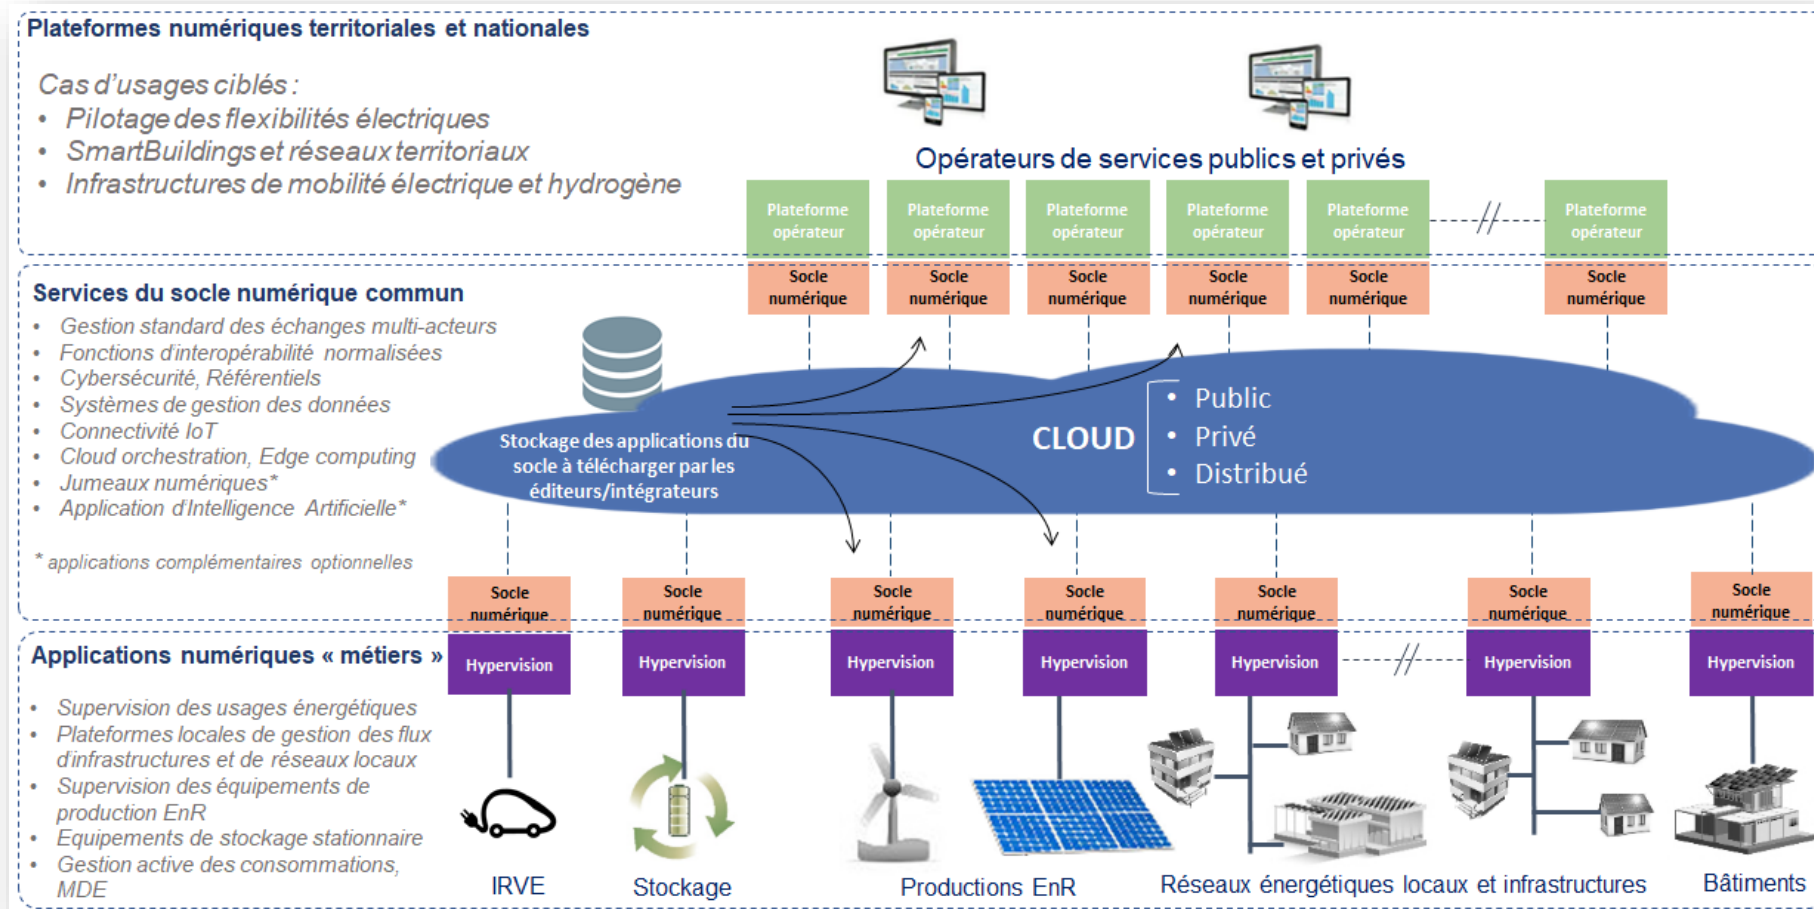 Plateformes numériques territoriales et nationales
Cas d'usages ciblés :
• Pilotage des flexibilités électriques
• SmartBuildings et réseaux territoriaux
• Infrastructures de mobilité électrique et hydrogène
Opérateurs de services publics et privés
Plateforme
opérateur
Plateforme
opérateur
Plateforme
opérateur
Plateforme
opérateur
Plateforme
opérateur
Plateforme
opérateur
Socle
numérique
Socle
numérique
Socle
numérique
Socle
numérique
Socle
numérique
Socle
numérique
Services du socle numérique commun
• Gestion standard des échanges multi-acteurs
• Fonctions d'interopérabilité normalisées
• Cybersécurité, Référentiels
• Systèmes de gestion des données
• Connectivité IoT
• Cloud orchestration, Edge computing
• Jumeaux numériques*
• Application d'Intelligence Artificielle*
* applications complémentaires optionnelles
Stockage des applications du
socle à télécharger par les
éditeurs/intégrateurs
CLOUD
• Public
• Privé
• Distribué
Socle
numérique
Socle
numérique
Socle
numérique
Socle
numérique
Socle
numérique
Socle
numérique
Socle
numérique
Applications numériques « métiers »
• Supervision des usages énergétiques
• Plateformes locales de gestion des flux
d'infrastructures et de réseaux locaux
• Supervision des équipements de
production EnR
• Equipements de stockage stationnaire
• Gestion active des consommations,
MDE
Hypervision
Hypervision
Hypervision
Hypervision
Hypervision
Hypervision
Hypervision
IRVE
Stockage
Productions EnR
Réseaux énergétiques locaux et infrastructures
Bâtiments